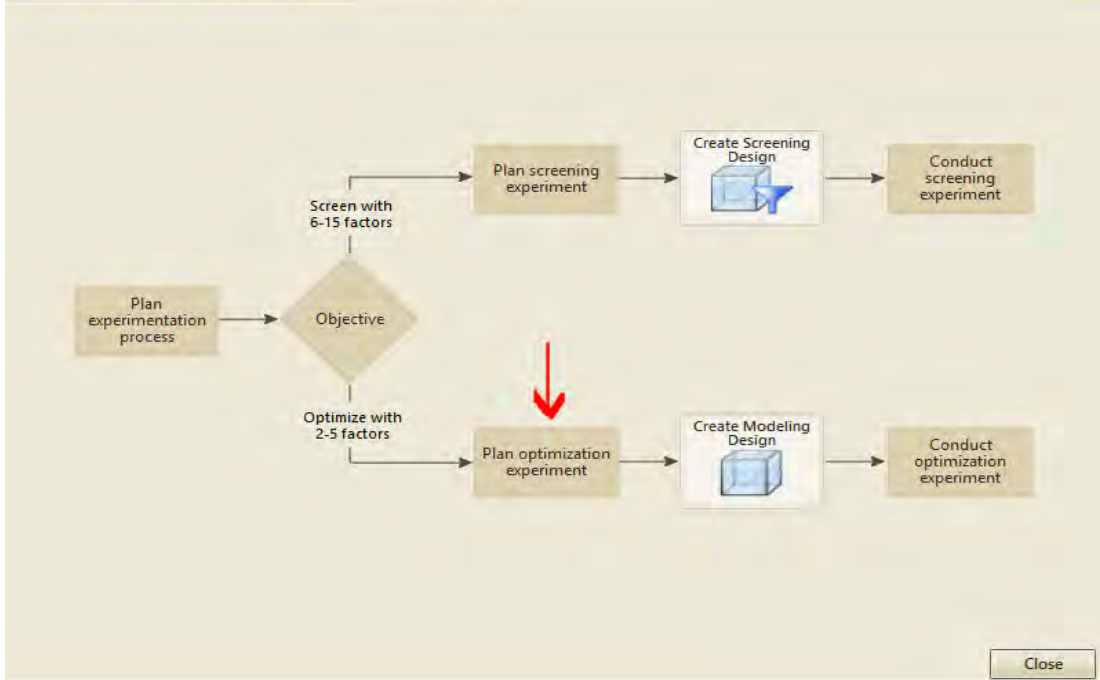 Create Screening
Design
Plan screening
experiment
Conduct
screening
experiment
Screen with
6-15 factors
Plan
experimentation
process
Objective
Optimize with
2-5 factors
Plan optimization
experiment
Create Modeling
Design
Conduct
optimization
experiment
Close